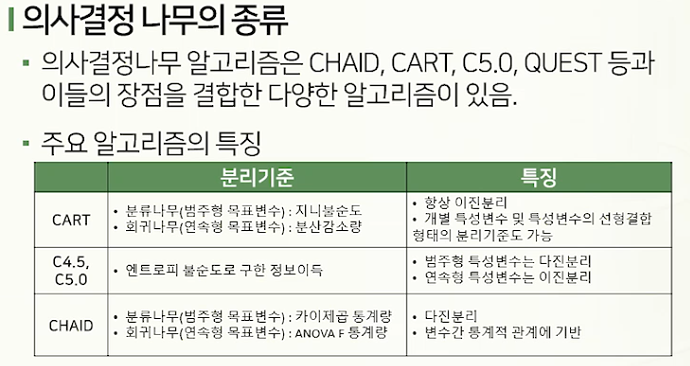 의사결정 나무의 종류
▪ 의사결정나무 알고리즘은 CHAID, CART, C5.0, QUEST 등과
이들의 장점을 결합한 다양한 알고리즘이 있음.
▪ 주요 알고리즘의 특징
분리기준 특징
CART
• 분류나무(범주형 목표변수) : 지니불순도
• 회귀나무(연속형 목표변수) : 분산감소량
• 항상 이진분리
• 개별 특성변수 및 특성변수의 선형결합
형태의 분리기준도 가능
C4.5,
C5.0
• 엔트로피 불순도로 구한 정보이득
• 범주형 특성변수는 다진분리
• 연속형 특성변수는 이진분리
CHAID
• 분류나무(범주형 목표변수) : 카이제곱 통계량
• 회귀나무(연속형 목표변수) : ANOVA F 통계량
• 다진분리
• 변수간 통계적 관계에 기반